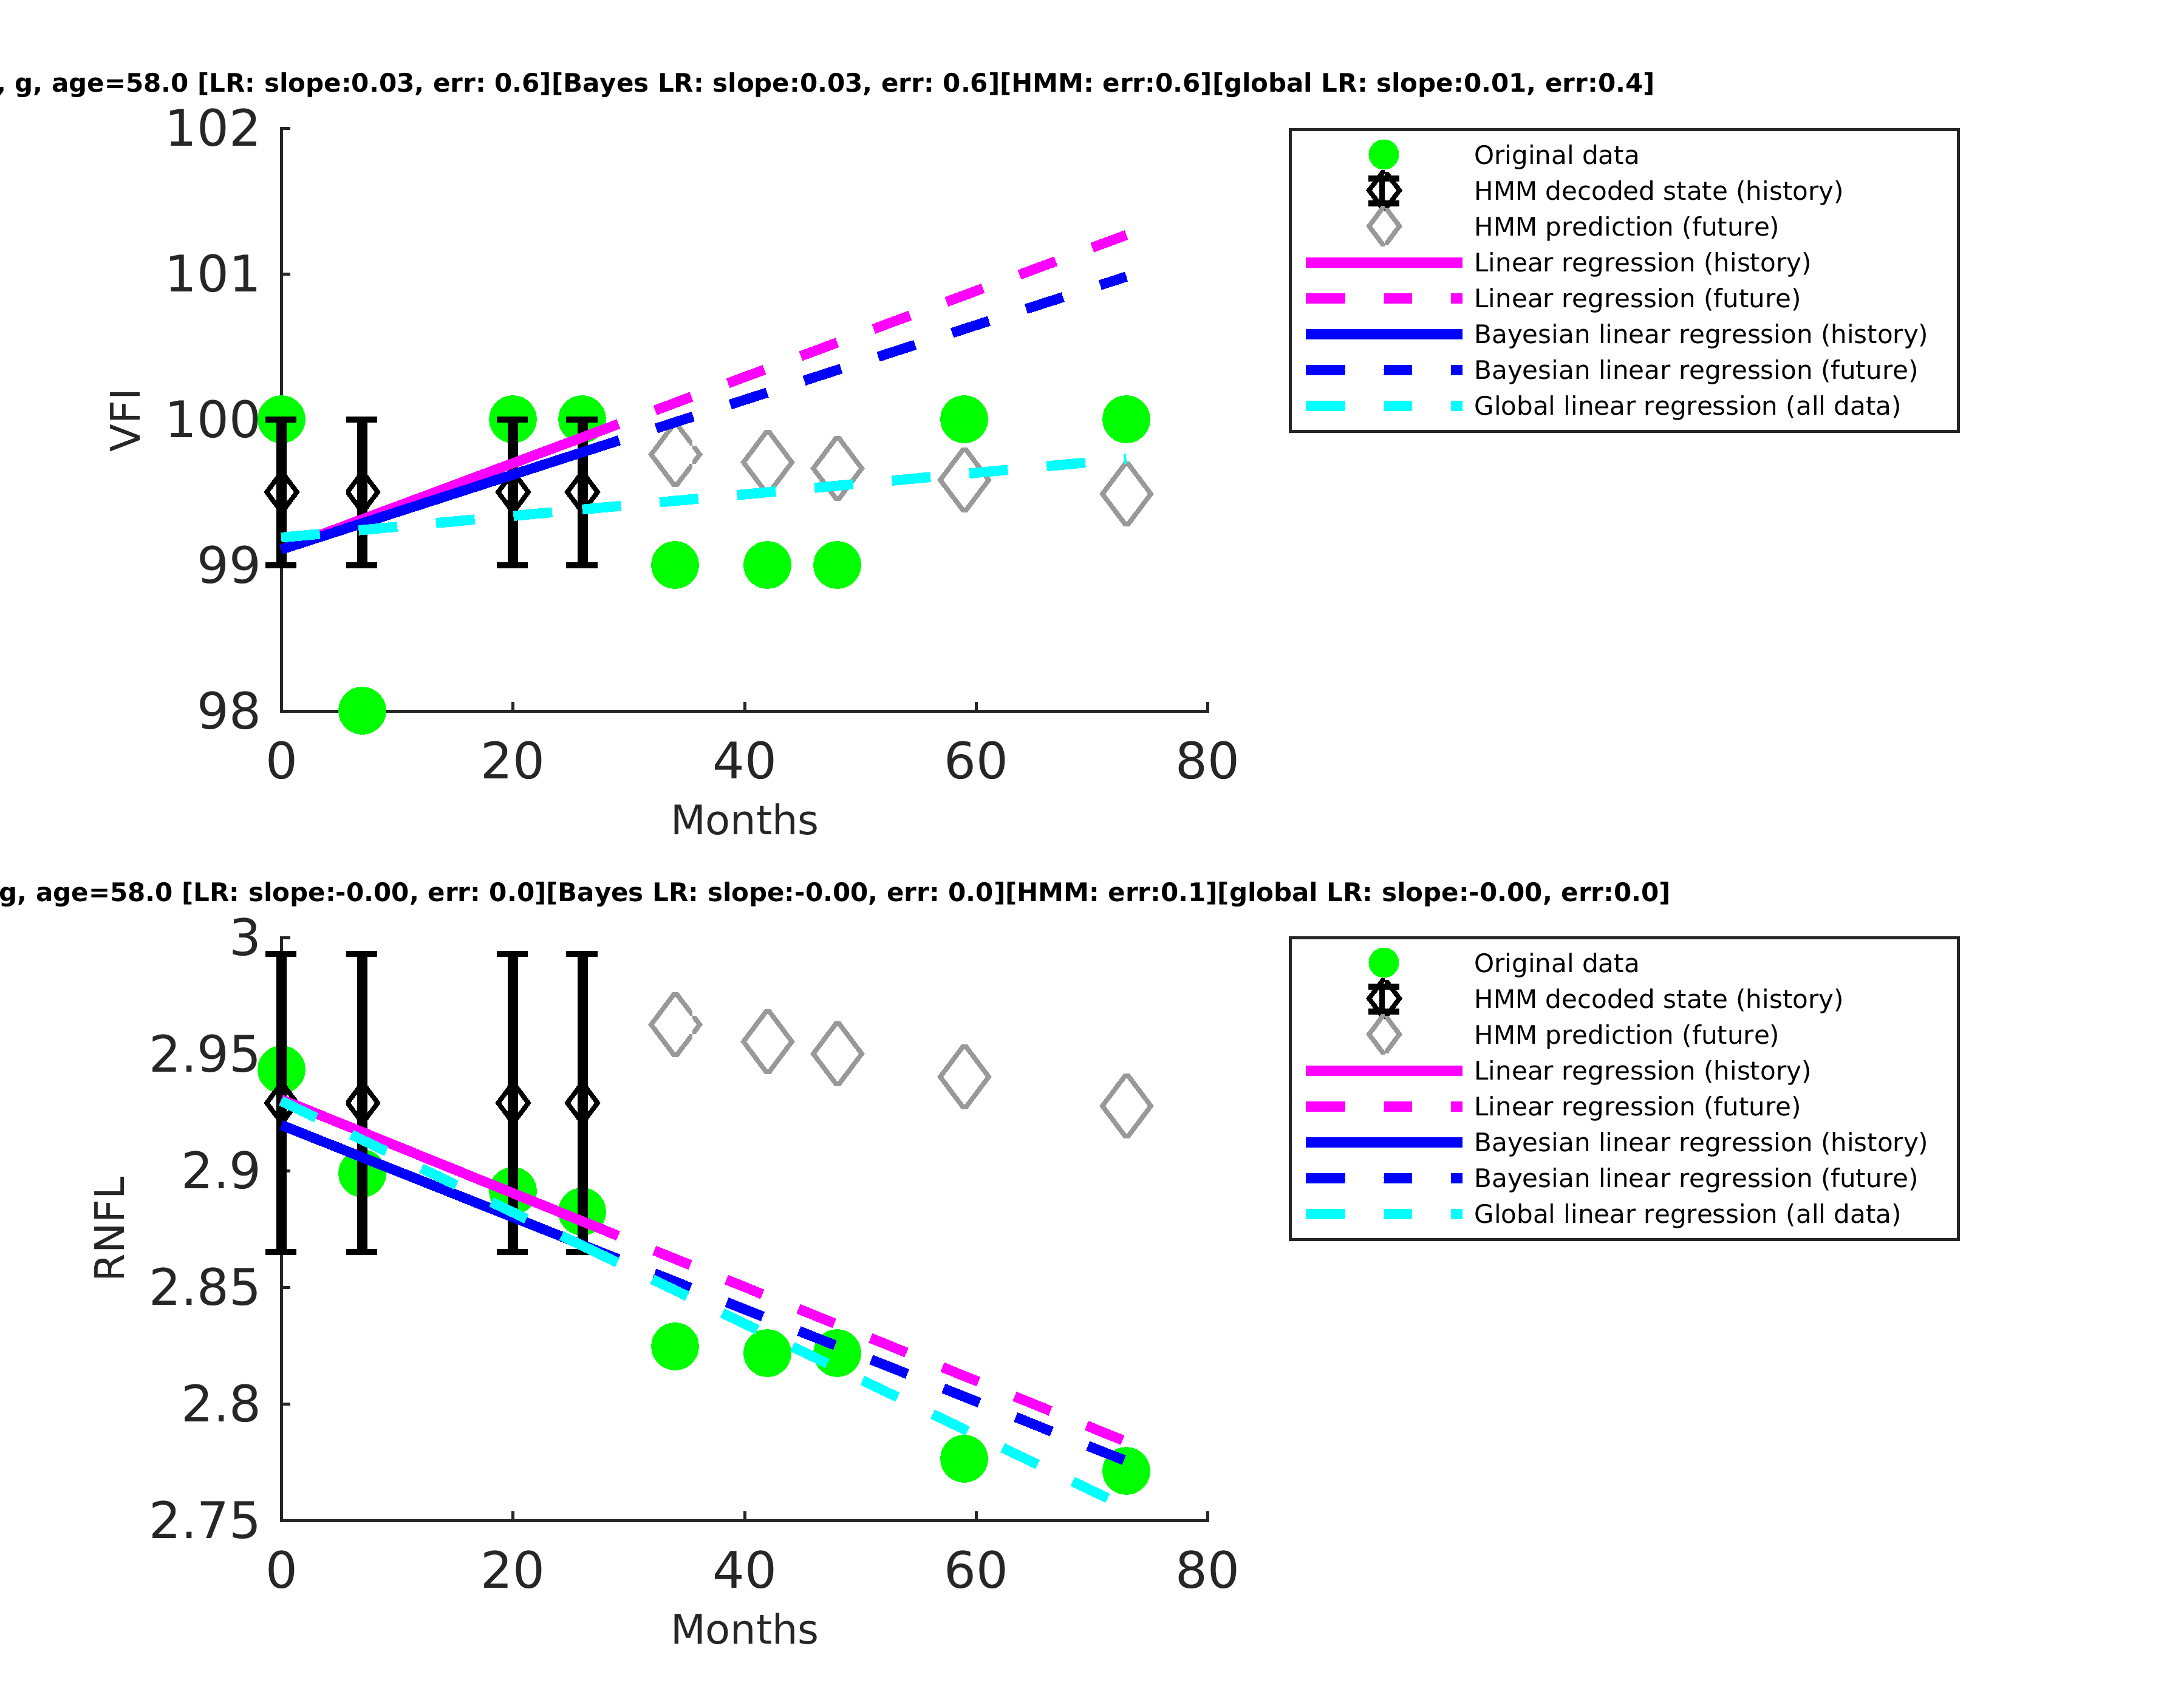 , g, age=58.0 [LR: slope:0.03, err: 0.6][Bayes LR: slope:0.03, err: 0.6][HMM: err:0.6][global LR: slope:0.01, err:0.4]
102
101
100
99
98
VFI
0 20 40 60 80
Months
Original data
HMM decoded state (history)
HMM prediction (future)
Linear regression (history)
Linear regression (future)
Bayesian linear regression (history)
Bayesian linear regression (future)
Global linear regression (all data)
g, age=58.0 [LR: slope:-0.00, err: 0.0][Bayes LR: slope:-0.00, err: 0.0][HMM: err:0.1][global LR: slope:-0.00, err:0.0]
3
2.95
2.9
2.85
2.8
2.75
RNFL
0 20 40 60 80
Months
Original data
HMM decoded state (history)
HMM prediction (future)
Linear regression (history)
Linear regression (future)
Bayesian linear regression (history)
Bayesian linear regression (future)
Global linear regression (all data)